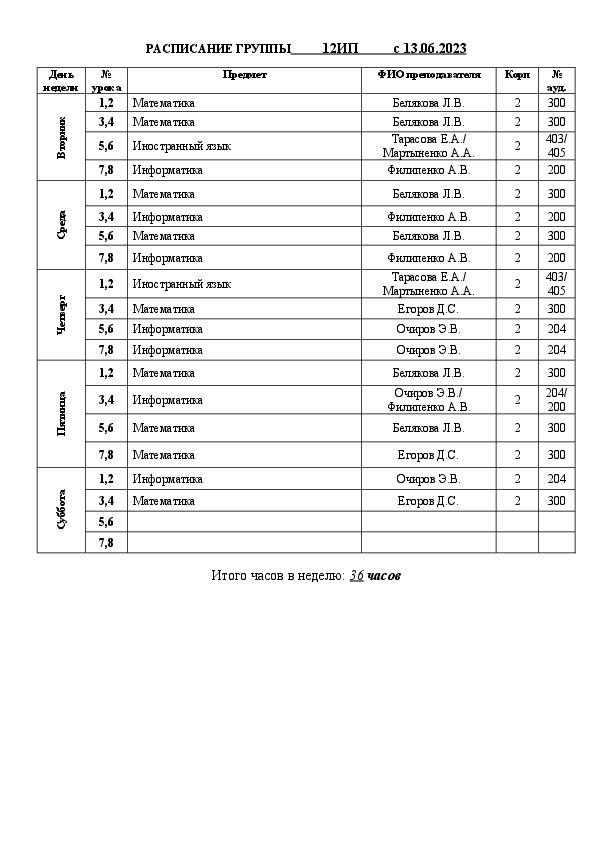 РАСПИСАНИЕ ГРУППЫ 12ИП с 13.06.2023
День недели № урока Предмет ФИО преподавателя Корп № ауд.
Вторник
1,2 Математика Белякова Л.В. 2 300
3,4 Математика Белякова Л.В. 2 300
5,6 Иностранный язык Тарасова Е.А./ Мартыненко А.А. 2 403/ 405
7,8 Информатика Филипенко А.В. 2 200
Среда
1,2 Математика Белякова Л.В. 2 300
3,4 Информатика Филипенко А.В. 2 200
5,6 Математика Белякова Л.В. 2 300
7,8 Информатика Филипенко А.В. 2 200
Четверг
1,2 Иностранный язык Тарасова Е.А./ Мартыненко А.А. 2 403/ 405
3,4 Математика Егоров Д.С. 2 300
5,6 Информатика Очиров Э.В. 2 204
7,8 Информатика Очиров Э.В. 2 204
Пятница
1,2 Математика Белякова Л.В. 2 300
3,4 Информатика Очиров Э.В./ Филипенко А.В. 2 204/ 200
5,6 Математика Белякова Л.В. 2 300
7,8 Математика Егоров Д.С. 2 300
Суббота
1,2 Информатика Очиров Э.В. 2 204
3,4 Математика Егоров Д.С. 2 300
5,6
7,8
Итого часов в неделю: 36 часов